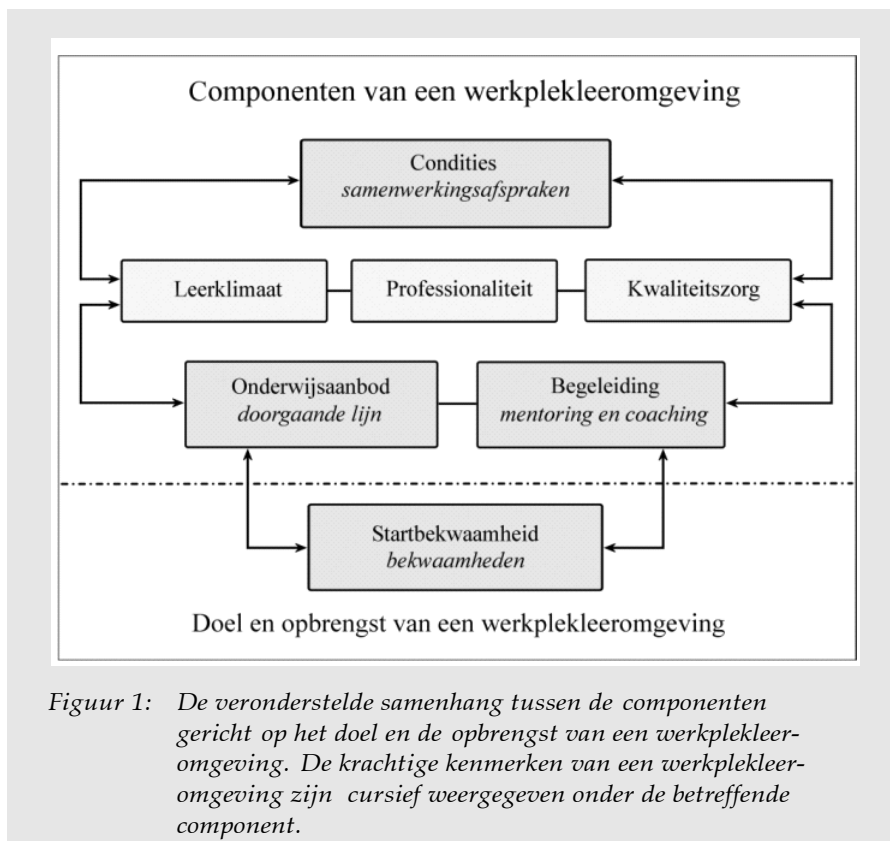 Componenten van een werkplekleeromgeving
Condities
samenwerkingsafspraken
Leerklimaat
Professionaliteit
Kwaliteitszorg
Onderwijsaanbod
doorgaande lijn
Begeleiding
mentoring en coaching
Startbekwaamheid
bekwaamheden
Doel en opbrengst van een werkplekleeromgeving
Figuur 1: De veronderstelde samenhang tussen de componenten
gericht op het doel en de opbrengst van een werkplekleer-
omgeving. De krachtige kenmerken van een werkplekleer-
omgeving zijn cursief weergegeven onder de betreffende
component.